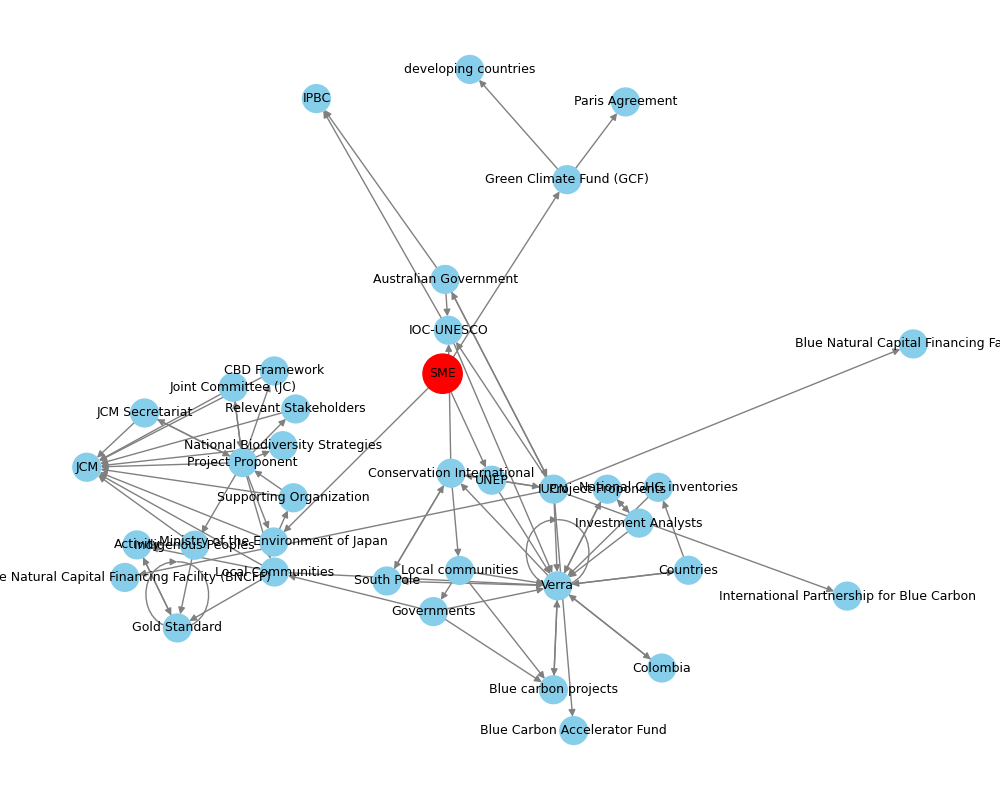 developing countries
IPBC
Paris Agreement
Green Climate Fund (GCF)
Australian Government
IOC-UNESCO
Blue Natural Capital Financing Fa
CBD Framework
SME
Joint Committee (JC)
Relevant Stakeholders
JCM Secretariat
National Biodiversity Strategies
Project Proponent
JCM
Conservation International
UNEP
IUCN
Project Proponents
National GHG inventories
Supporting Organization
Investment Analysts
Ministry of the Environment of Japan
Activity
Indigenous Peoples
Local Communities
Local communities
Countries
e Natural Capital Financing Facility (BNCFF)
South Pole
Verra
International Partnership for Blue Carbon
Governments
Gold Standard
Colombia
Blue carbon projects
Blue Carbon Accelerator Fund